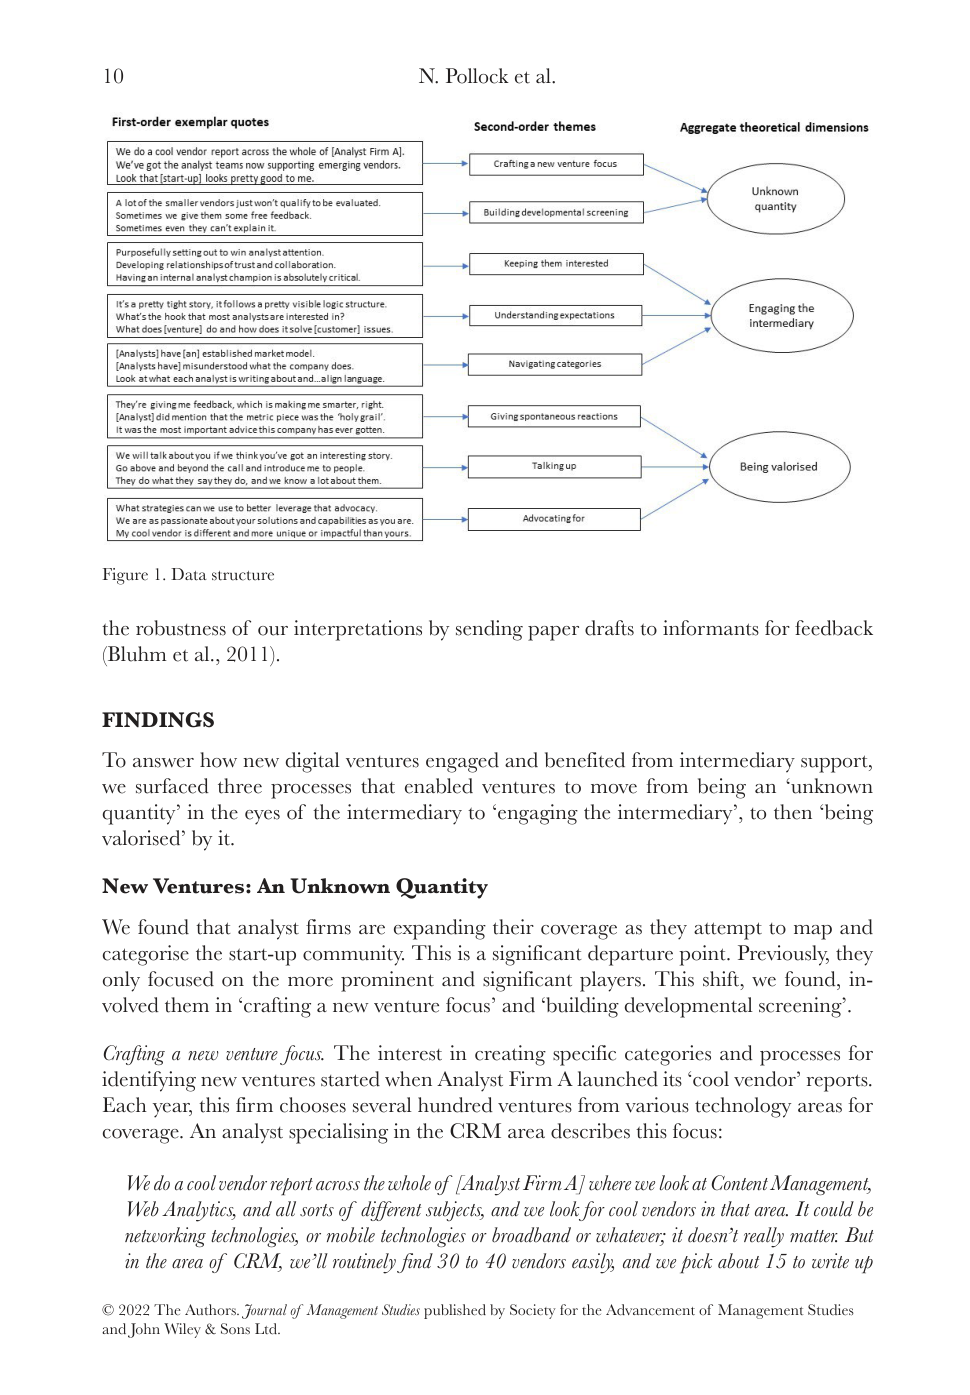 10
N. Pollock et al.
First-order exemplar quotes
Second-order themes
Aggregate theoretical dimensions
We do a cool vendor report across the whole of [Analyst Firm A].
We've got the analyst teams now supporting emerging vendors.
Look that [start-up] looks pretty good to me.
Crafting a new venture focus
A lot of the smaller vendors just won't qualify to be evaluated.
Sometimes we give them some free feedback.
Sometimes even they can't explain it.
Building developmental screening
Unknown
quantity
Purposefully setting out to win analyst attention.
Developing relationships of trust and collaboration.
Having an internal analyst champion is absolutely critical.
Keeping them interested
It's a pretty tight story, it follows a pretty visible logic structure.
What's the hook that most analysts are interested in?
What does [venture] do and how does it solve [customer] issues.
Understanding expectations
Engaging the
intermediary
[Analysts] have [an] established market model.
[Analysts have] misunderstood what the company does.
Look at what each analyst is writing about and...align language.
Navigating categories
They're giving me feedback, which is making me smarter, right.
[Analyst] did mention that the metric piece was the 'holy grail'.
It was the most important advice this company has ever gotten.
Giving spontaneous reactions
We will talk about you if we think you've got an interesting story.
Go above and beyond the call and introduce me to people.
They do what they say they do, and we know a lot about them.
Talking up
Being valorised
What strategies can we use to better leverage that advocacy.
We are as passionate about your solutions and capabilities as you are.
My cool vendor is different and more unique or impactful than yours.
Advocating for
Figure 1. Data structure
the robustness of our interpretations by sending paper drafts to informants for feedback
(Bluhm et al., 2011).
FINDINGS
To answer how new digital ventures engaged and benefited from intermediary support,
we surfaced three processes that enabled ventures to move from being an ‘unknown
quantity’ in the eyes of the intermediary to ‘engaging the intermediary’, to then ‘being
valorised’ by it.
New Ventures: An Unknown Quantity
We found that analyst firms are expanding their coverage as they attempt to map and
categorise the start-up community. This is a significant departure point. Previously, they
only focused on the more prominent and significant players. This shift, we found, in-
volved them in ‘crafting a new venture focus’ and ‘building developmental screening’.
Crafting a new venture focus. The interest in creating specific categories and processes for
identifying new ventures started when Analyst Firm A launched its ‘cool vendor’ reports.
Each year, this firm chooses several hundred ventures from various technology areas for
coverage. An analyst specialising in the CRM area describes this focus:
We do a cool vendor report across the whole of [Analyst Firm A] where we look at Content Management,
Web Analytics, and all sorts of different subjects, and we look for cool vendors in that area. It could be
networking technologies, or mobile technologies or broadband or whatever; it doesn’t really matter. But
in the area of CRM, we’ll routinely find 30 to 40 vendors easily, and we pick about 15 to write up
© 2022 The Authors. Journal of Management Studies published by Society for the Advancement of Management Studies
and John Wiley & Sons Ltd.